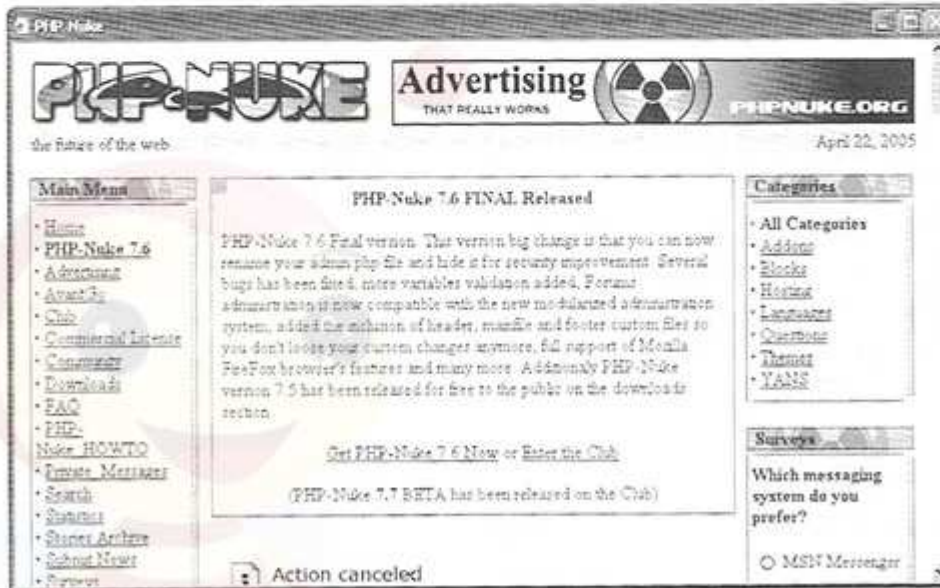 PHP-Nuke
PHP-NUKE
Advertising
THAT REALLY WORKS
PHPNUKE.ORG
the future of the web
April 22, 2005
Main Menu
· Home
· PHP-Nuke 7.6
· Advertising
· AvantGo
· Club
· Commercial License
· Community
· Downloads
· FAQ
· PHP-
Nuke_HOWTO
· Private_Messages
· Search
· Statistics
· Stories Archive
· Submit News
· Surveys
PHP-Nuke 7.6 FINAL Released
PHP-Nuke 7.6 Final version. This version big change is that you can now
rename your admin php file and hide it for security improvement. Several
bugs has been fixed, more variables validation added, Forums
administration is now compatible with the new modularized administration
system, added the inclusion of header, mainfile and footer custom files so
you don't loose your custom changes anymore, full support of Mozilla
FireFox browser's features and many more. Additionaly PHP-Nuke
version 7.5 has been released for free to the public on the downloads
section.
Get PHP-Nuke 7.6 Now or Enter the Club
(PHP-Nuke 7.7 BETA has been released on the Club)
Action canceled
Categories
· All Categories
· Addons
· Blocks
· Hosting
· Languages
· Questions
· Themes
· YANS
Surveys
Which messaging
system do you
prefer?
MSN Messenger